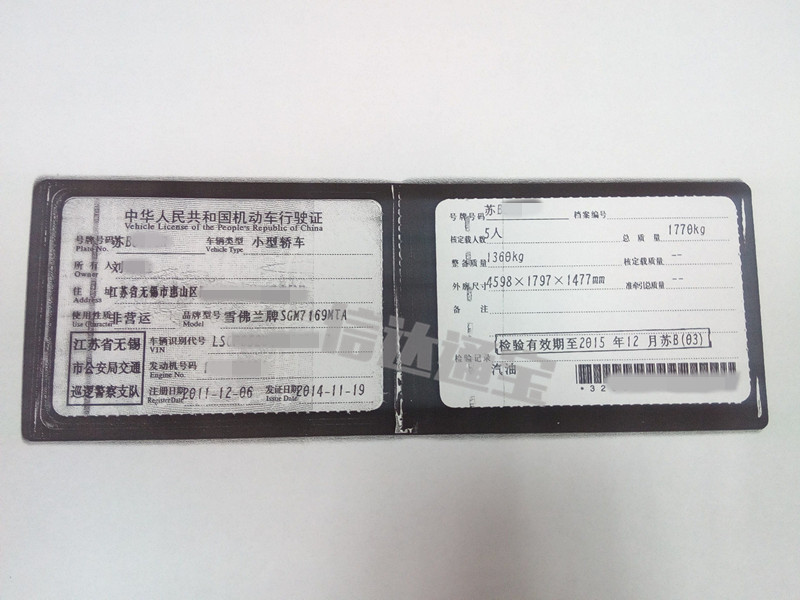 中华人民共和国机动车行驶证
Vehicle License of the People's Republic of China
号牌号码 苏B 车辆类型 小型轿车
Plate No. Vehicle Type
所有人 刘
Owner
住址 江苏省无锡市惠山区
Address
使用性质 非营运 品牌型号 雪佛兰牌SGM7169MTA
Use Character Model
江苏省无锡 车辆识别代号 LS
VIN
市公安局交通 发动机号码
Engine No.
巡逻警察支队 注册日期 2011-12-06 发证日期 2014-11-19
Register Date Issue Date
号牌号码 苏B 档案编号
核定载人数 5人 总质量 1770kg
整备质量 1360kg 核定载质量 --
外廓尺寸 4598×1797×1477mm 准牵引总质量 --
备注
检验有效期至2015年12月苏B(03)
检验记录
汽油
*32
信达通宝